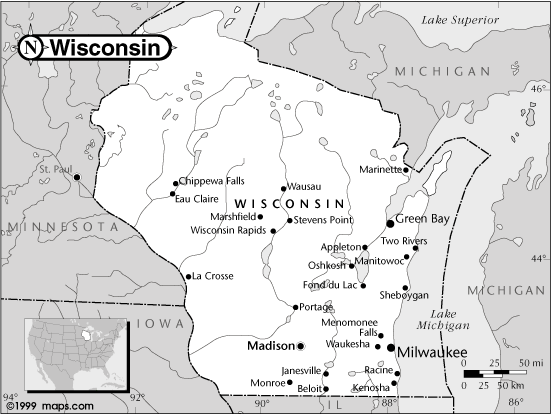 N Wisconsin
Lake Superior
MICHIGAN
46°
St. Paul
Marinette
Chippewa Falls
Eau Claire
Wausau
WISCONSIN
Marshfield
Stevens Point
Wisconsin Rapids
Green Bay
MINNESOTA
Appleton
Two Rivers
Manitowoc
44°
Oshkosh
La Crosse
Fond du Lac
Sheboygan
MICHIGAN
Portage
Lake
Michigan
IOWA
Menomonee
Falls
Madison
Waukesha
Milwaukee
0 25 50 mi
0 25 50 km
Janesville
Racine
Monroe
Beloit
Kenosha
94°
92°
90°
IL
88°
86°
©1999 maps.com